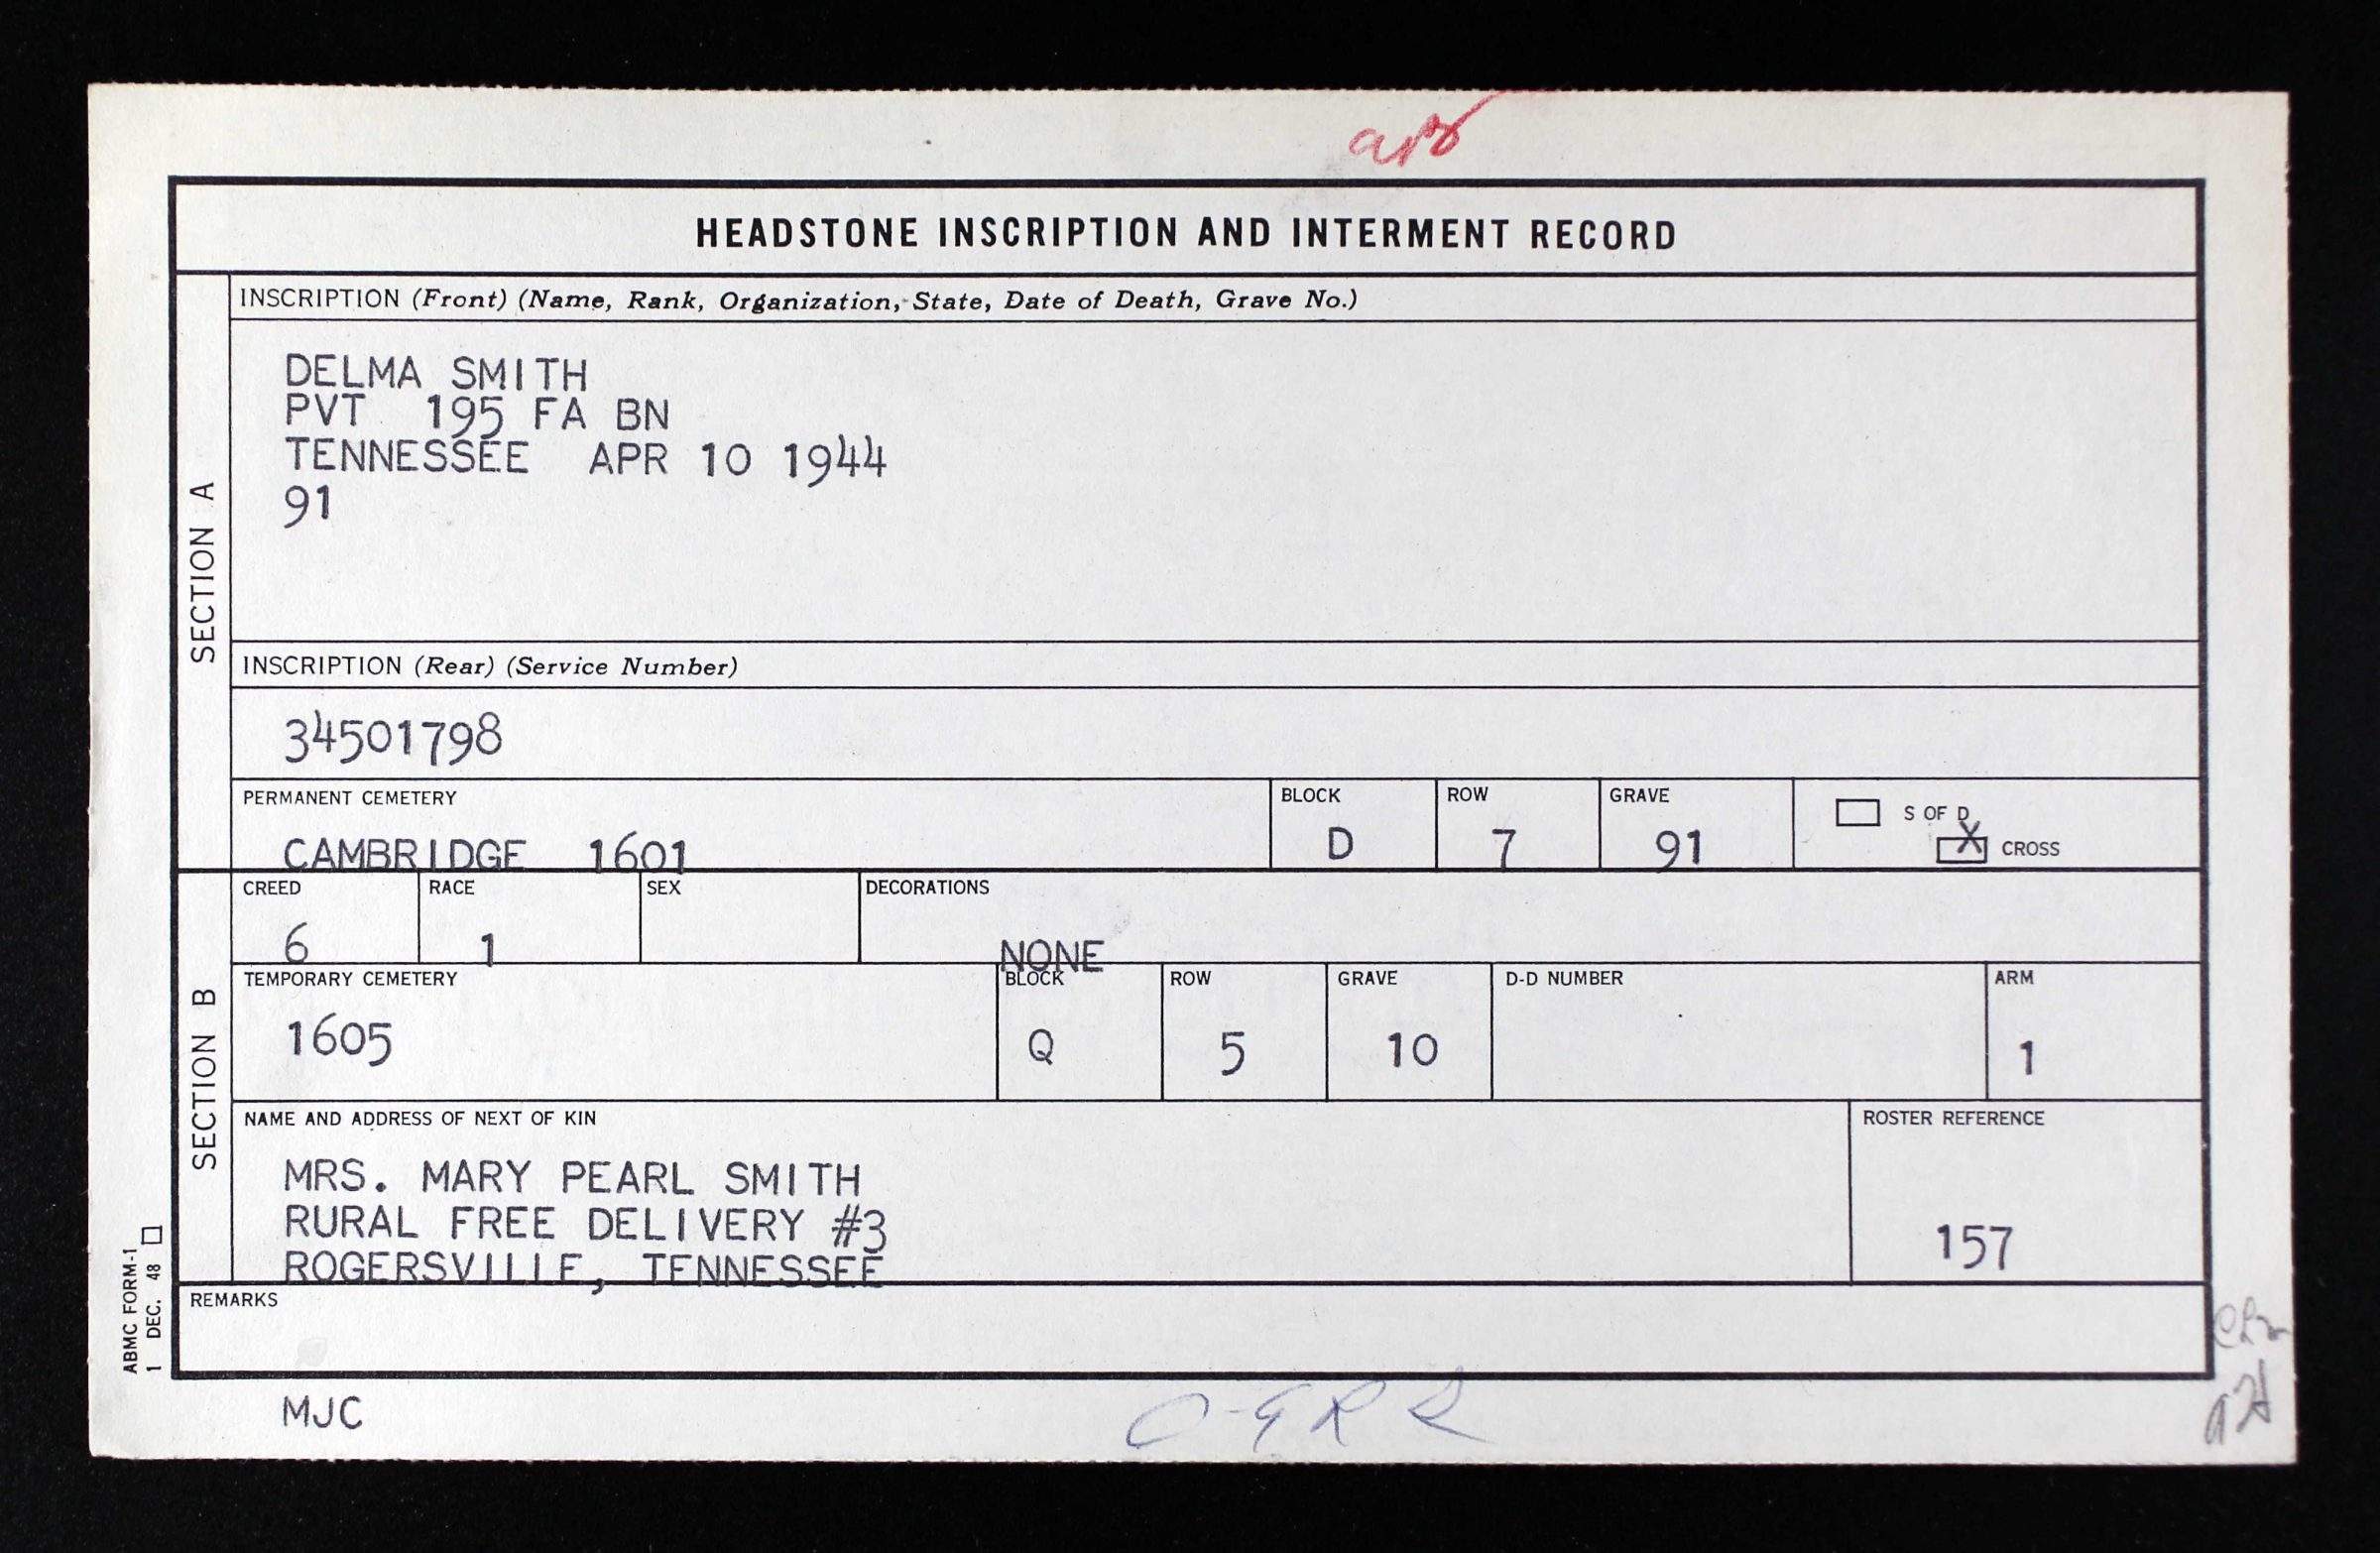 HEADSTONE INSCRIPTION AND INTERMENT RECORD
SECTION A
INSCRIPTION (Front) (Name, Rank, Organization, State, Date of Death, Grave No.)
DELMA SMITH
PVT 195 FA BN
TENNESSEE APR 10 1944
91
INSCRIPTION (Rear) (Service Number)
34501798
PERMANENT CEMETERY
CAMBRIDGE 1601
BLOCK
D
ROW
7
GRAVE
91
S OF D
X CROSS
SECTION B
CREED
6
RACE
1
SEX
DECORATIONS
NONE
TEMPORARY CEMETERY
1605
BLOCK
Q
ROW
5
GRAVE
10
D-D NUMBER
ARM
1
NAME AND ADDRESS OF NEXT OF KIN
MRS. MARY PEARL SMITH
RURAL FREE DELIVERY #3
ROGERSVILLE, TENNESSEE
ROSTER REFERENCE
157
REMARKS
ABMC FORM-1
1 DEC. 48
MJC